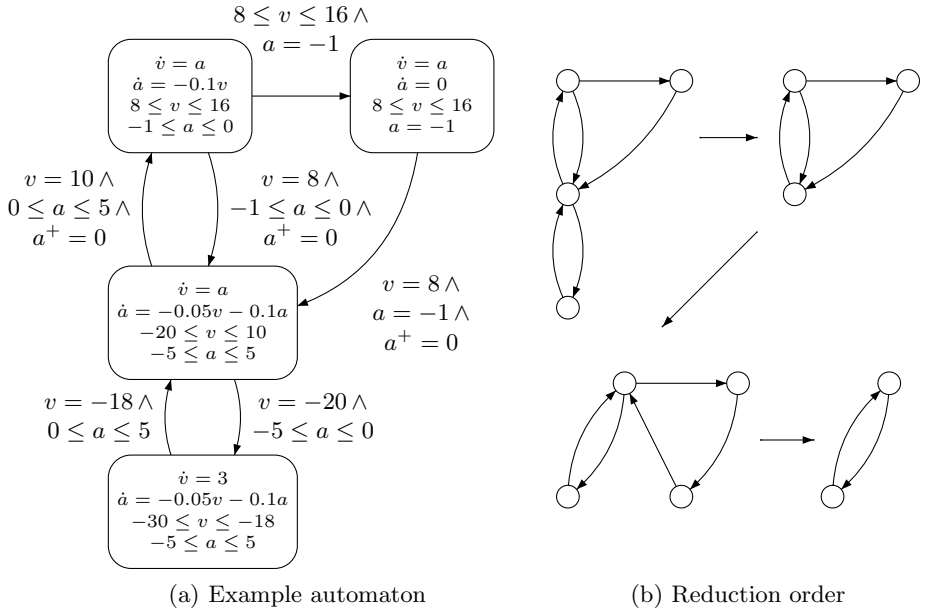 8 ≤ v ≤ 16 ∧
a = −1
v̇ = a
ȧ = −0.1v
8 ≤ v ≤ 16
−1 ≤ a ≤ 0
v̇ = a
ȧ = 0
8 ≤ v ≤ 16
a = −1
v = 10 ∧
0 ≤ a ≤ 5 ∧
a⁺ = 0
v = 8 ∧
−1 ≤ a ≤ 0 ∧
a⁺ = 0
v = 8 ∧
a = −1 ∧
a⁺ = 0
v̇ = a
ȧ = −0.05v − 0.1a
−20 ≤ v ≤ 10
−5 ≤ a ≤ 5
v = −18 ∧
0 ≤ a ≤ 5
v = −20 ∧
−5 ≤ a ≤ 0
v̇ = 3
ȧ = −0.05v − 0.1a
−30 ≤ v ≤ −18
−5 ≤ a ≤ 5
(a) Example automaton
(b) Reduction order